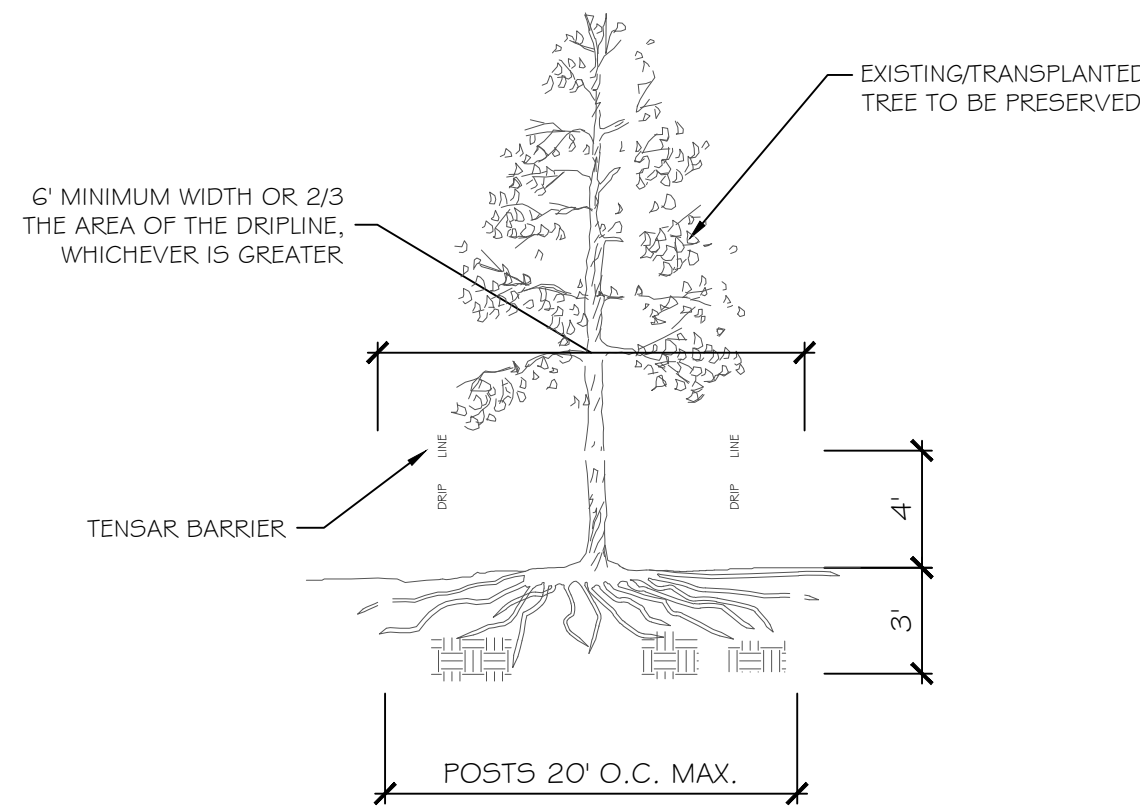 EXISTING/TRANSPLANTED
TREE TO BE PRESERVED
6' MINIMUM WIDTH OR 2/3
THE AREA OF THE DRIPLINE,
WHICHEVER IS GREATER
DRIP LINE
DRIP LINE
TENSAR BARRIER
4'
3'
POSTS 20' O.C. MAX.